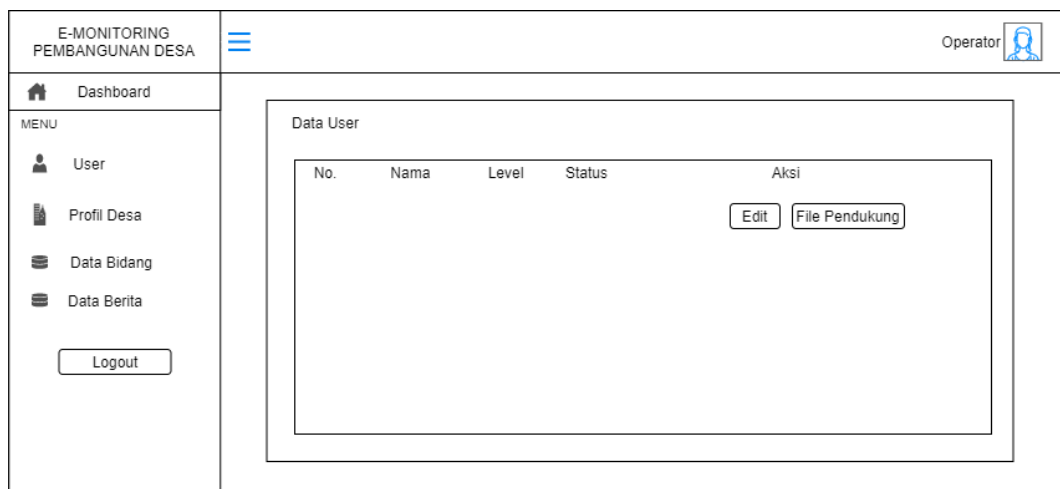 E-MONITORING
PEMBANGUNAN DESA
Operator
Dashboard
MENU
User
Profil Desa
Data Bidang
Data Berita
Logout
Data User
No. Nama Level Status Aksi
Edit File Pendukung